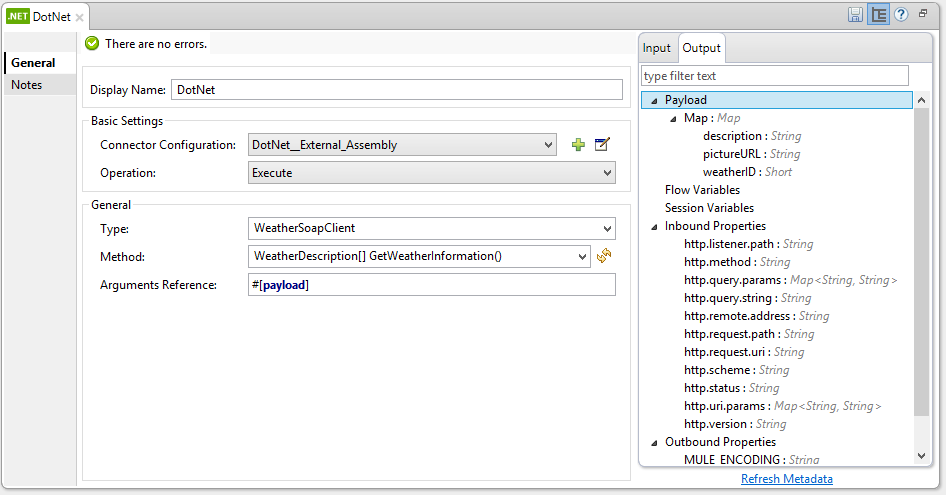 .NET DotNet
There are no errors.
General
Notes
Display Name: DotNet
Basic Settings
Connector Configuration: DotNet__External_Assembly
Operation: Execute
General
Type: WeatherSoapClient
Method: WeatherDescription[] GetWeatherInformation()
Arguments Reference: #[payload]
Input Output
type filter text
Payload
Map : Map
description : String
pictureURL : String
weatherID : Short
Flow Variables
Session Variables
Inbound Properties
http.listener.path : String
http.method : String
http.query.params : Map<String, String>
http.query.string : String
http.remote.address : String
http.request.path : String
http.request.uri : String
http.scheme : String
http.status : String
http.uri.params : Map<String, String>
http.version : String
Outbound Properties
MULE_ENCODING : String
Refresh Metadata